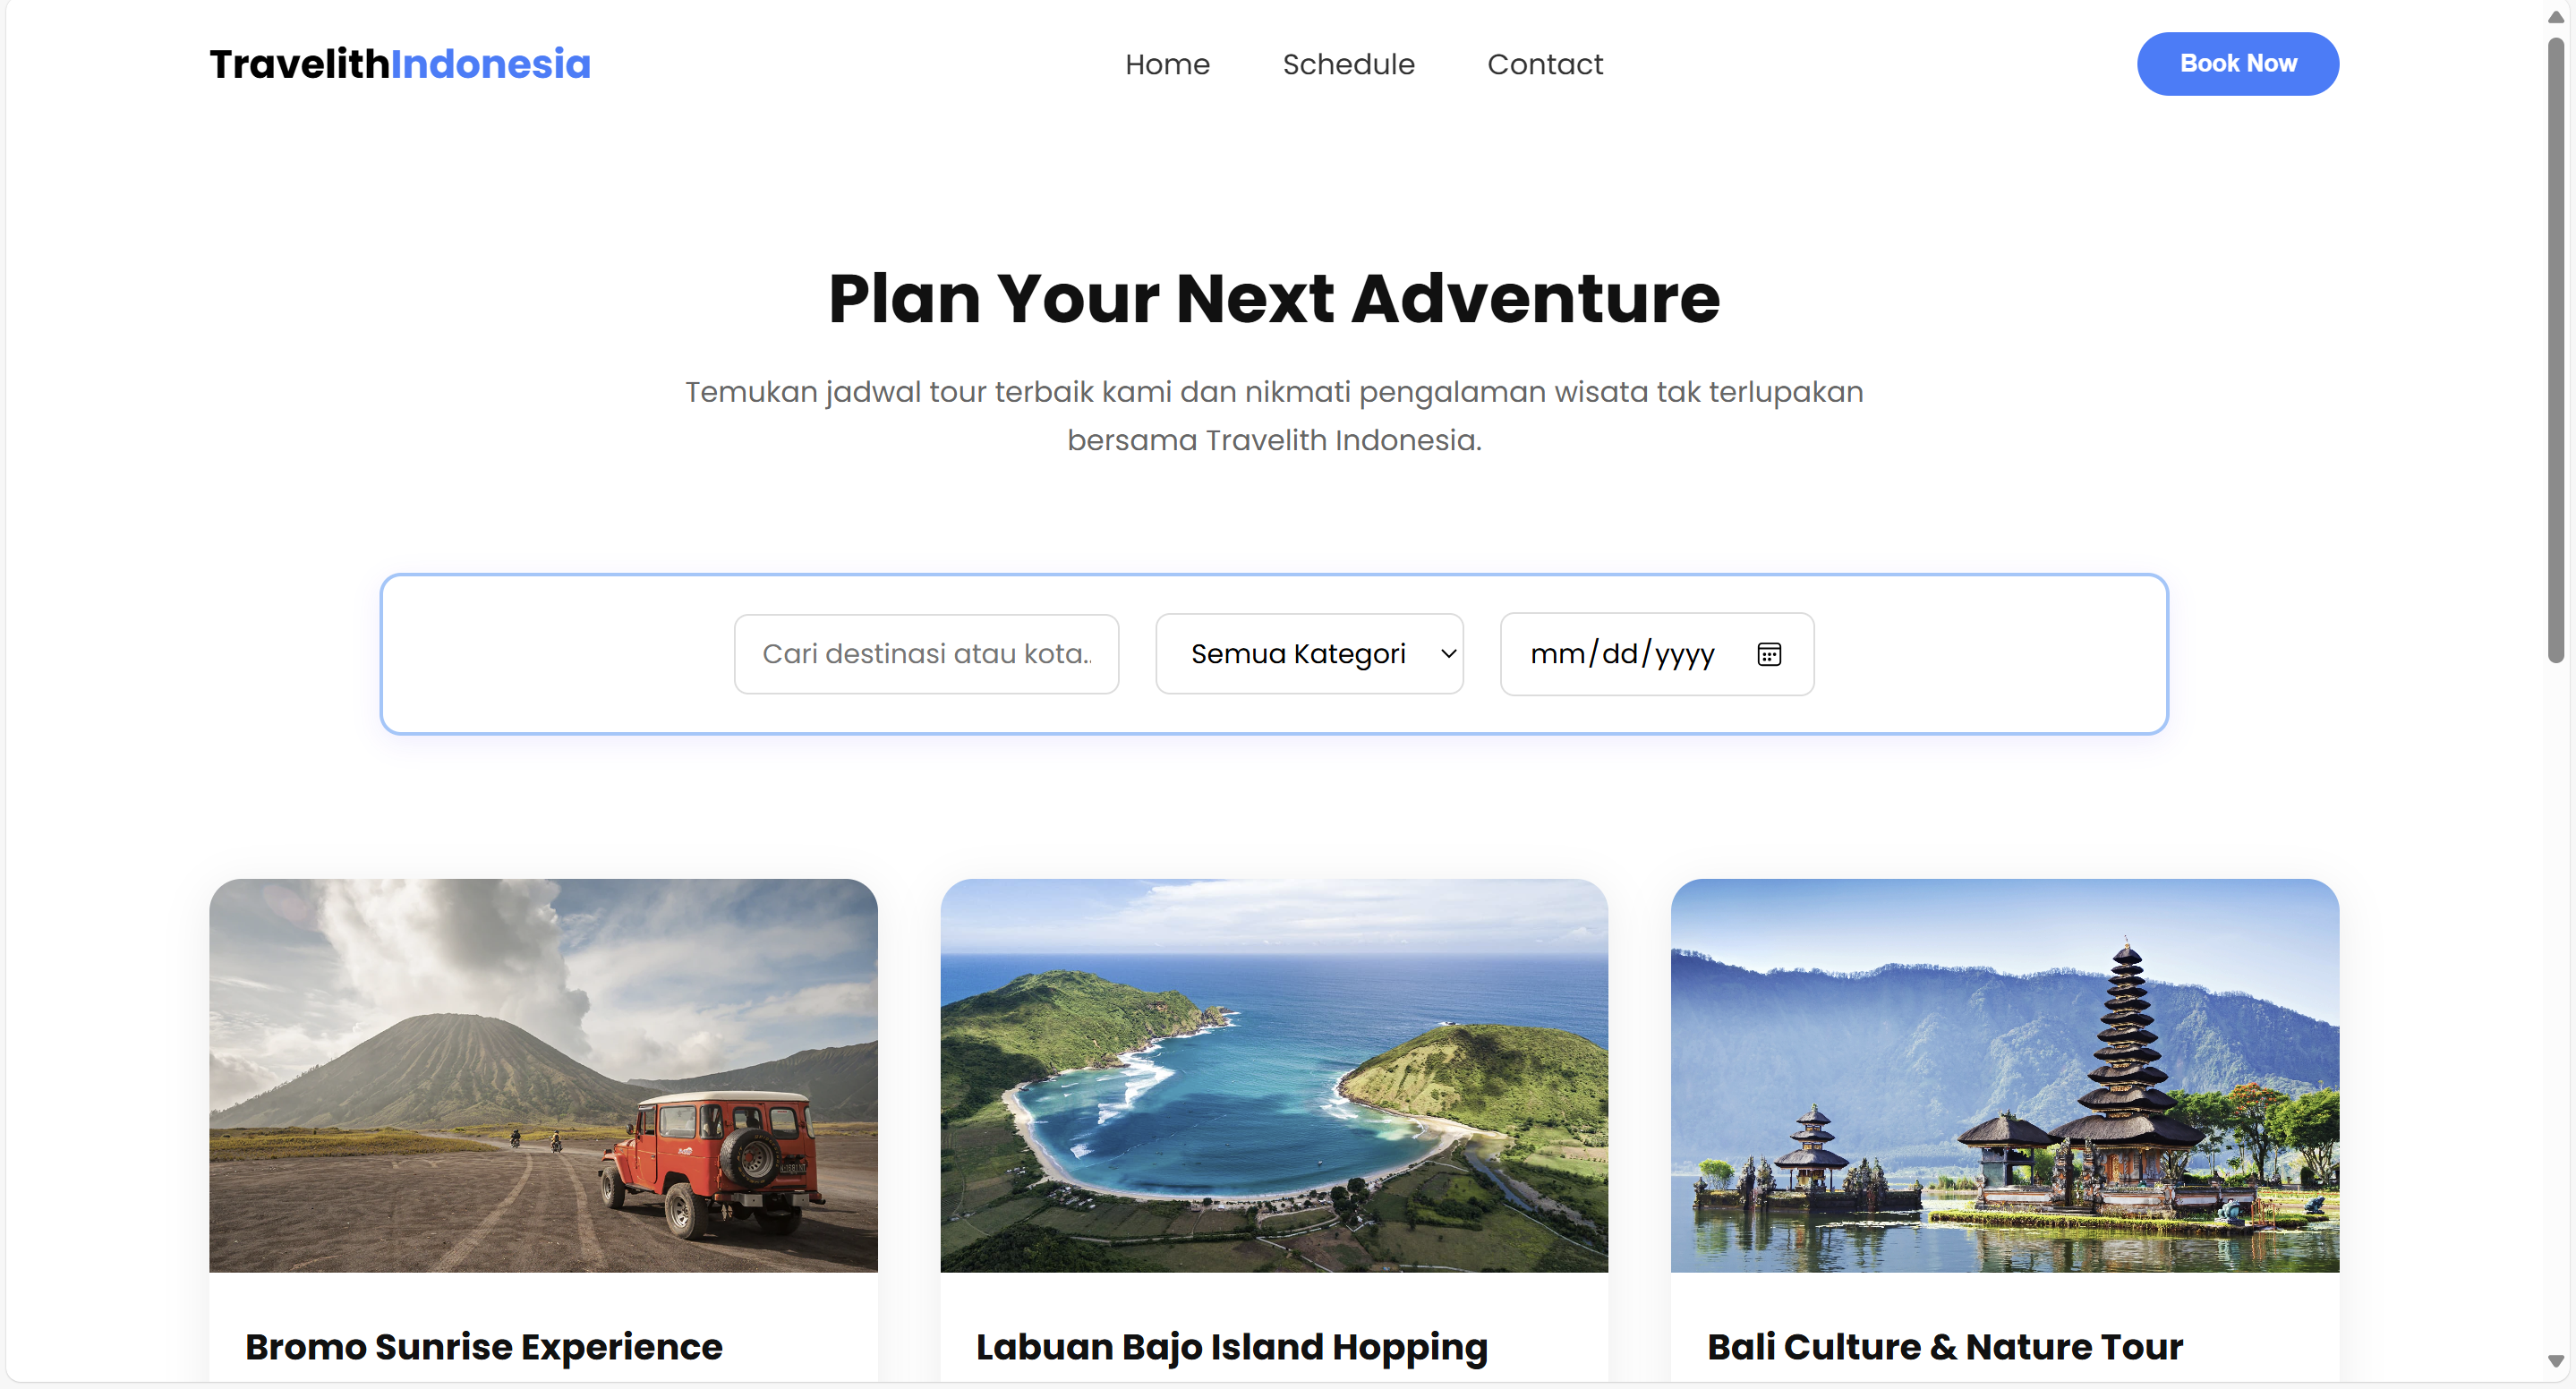 TravelithIndonesia
Home
Schedule
Contact
Book Now
Plan Your Next Adventure
Temukan jadwal tour terbaik kami dan nikmati pengalaman wisata tak terlupakan
bersama Travelith Indonesia.
Cari destinasi atau kota..
Semua Kategori
mm/dd/yyyy
Bromo Sunrise Experience
Labuan Bajo Island Hopping
Bali Culture & Nature Tour